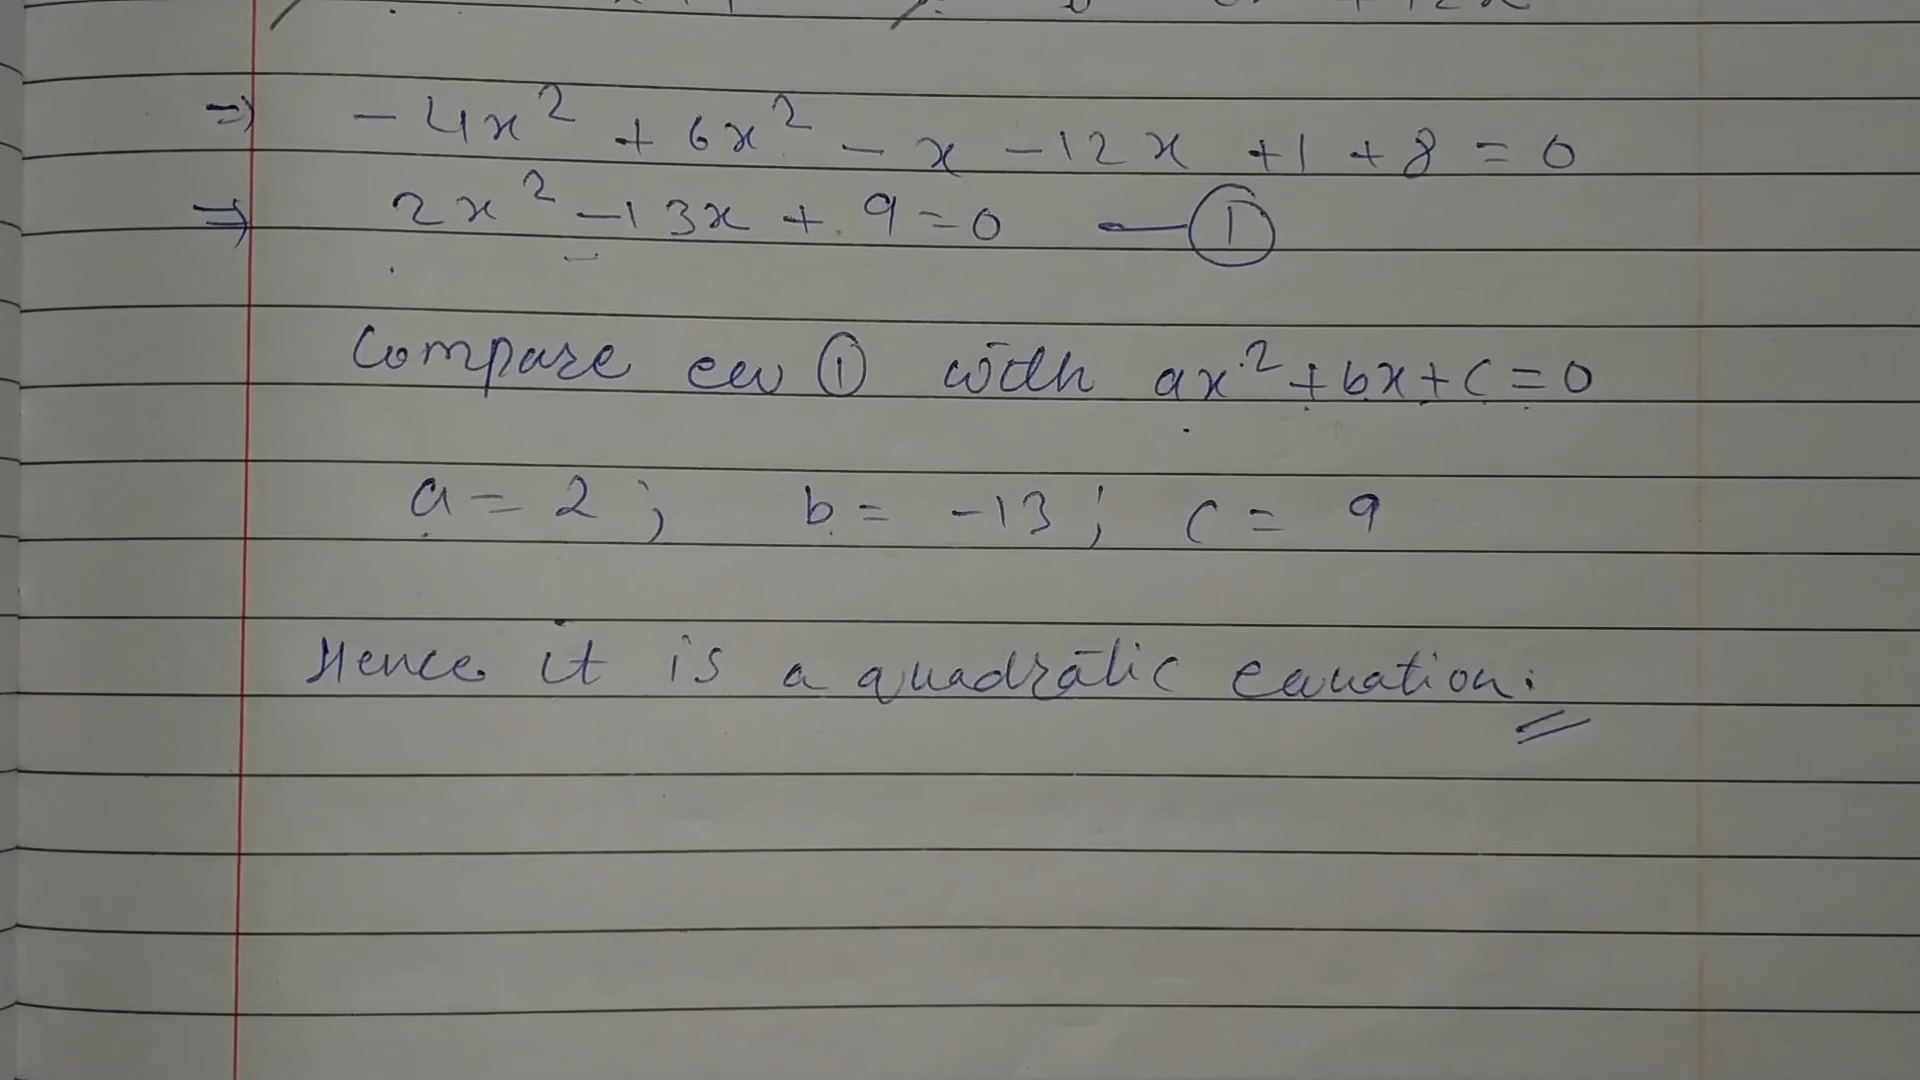 ⇒ -4x² + 6x² - x - 12x + 1 + 8 = 0
⇒ 2x² - 13x + 9 = 0 — ①
Compare ① with ax² + bx + c = 0
a = 2; b = -13; c = 9
Hence it is a quadratic equation.